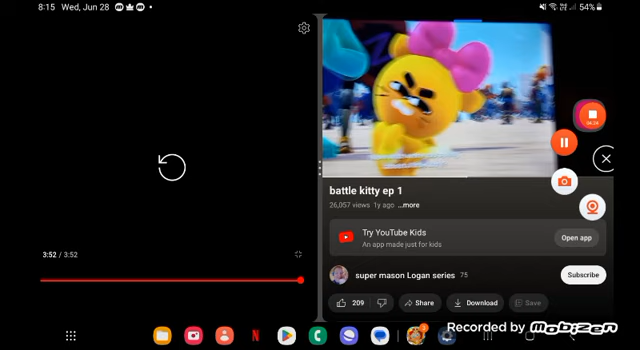 8:15 Wed, Jun 28
54%
3:52 / 3:52
battle kitty ep 1
26,057 views 1y ago ...more
Try YouTube Kids
An app made just for kids
Open app
super mason Logan series 75
Subscribe
209
Share
Download
Save
Recorded by mobizen